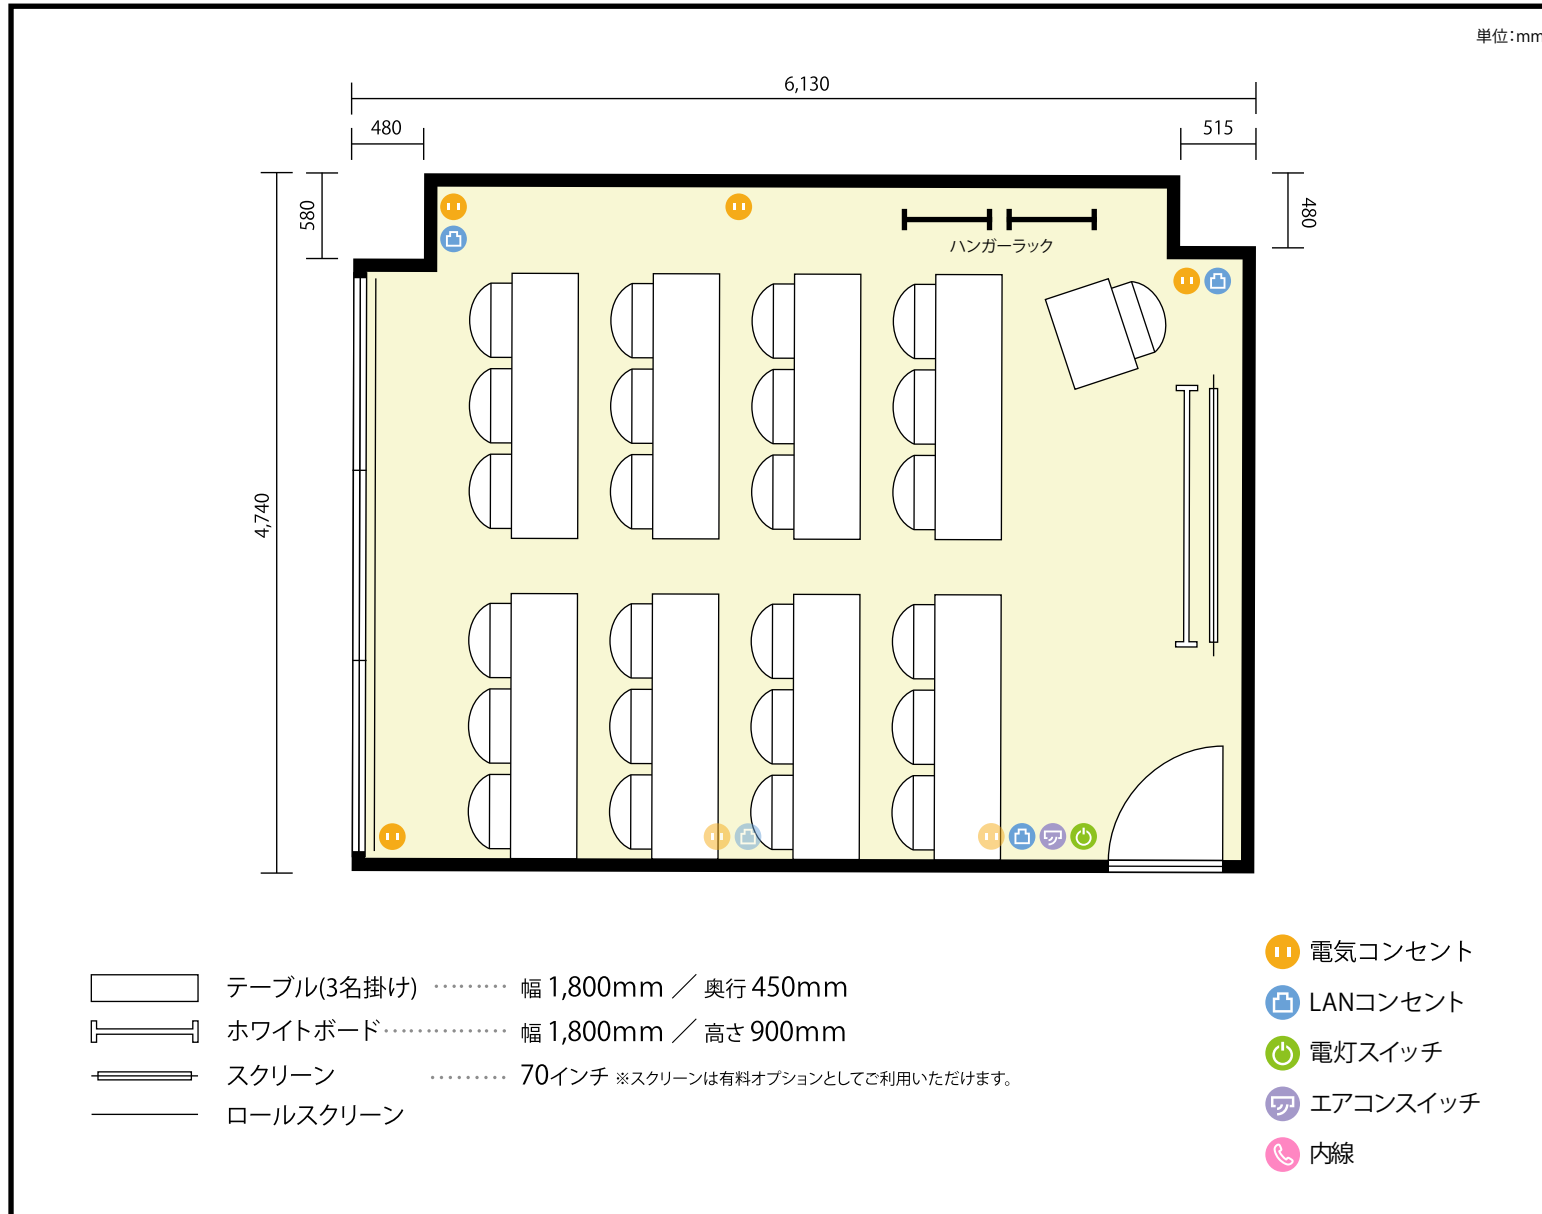 単位：mm
6,130
480
515
580
480
ハンガーラック
4,740
テーブル(3名掛け) ········· 幅 1,800mm ／ 奥行 450mm
ホワイトボード··············· 幅 1,800mm ／ 高さ 900mm
スクリーン ········· 70インチ ※スクリーンは有料オプションとしてご利用いただけます。
ロールスクリーン
電気コンセント
LANコンセント
電灯スイッチ
エアコンスイッチ
内線